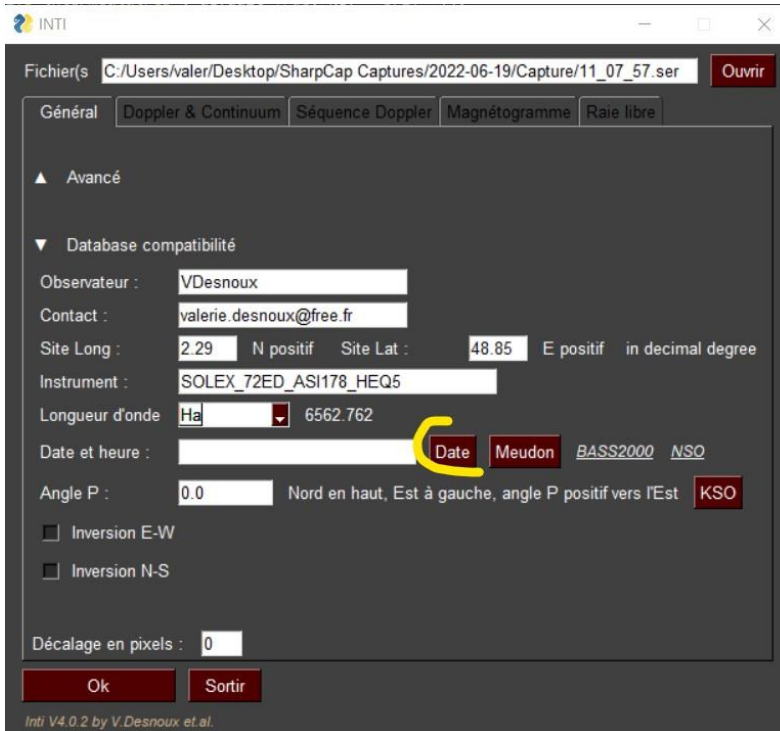 INTI
Fichier(s C:/Users/valer/Desktop/SharpCap Captures/2022-06-19/Capture/11_07_57.ser Ouvrir
Général Doppler & Continuum Séquence Doppler Magnétogramme Raie libre
▲ Avancé
▼ Database compatibilité
Observateur : VDesnoux
Contact : valerie.desnoux@free.fr
Site Long : 2.29 N positif Site Lat : 48.85 E positif in decimal degree
Instrument : SOLEX_72ED_ASI178_HEQ5
Longueur d'onde Ha 6562.762
Date et heure : Date Meudon BASS2000 NSO
Angle P : 0.0 Nord en haut, Est à gauche, angle P positif vers l'Est KSO
Inversion E-W
Inversion N-S
Décalage en pixels : 0
Ok Sortir
Inti V4.0.2 by V.Desnoux et.al.